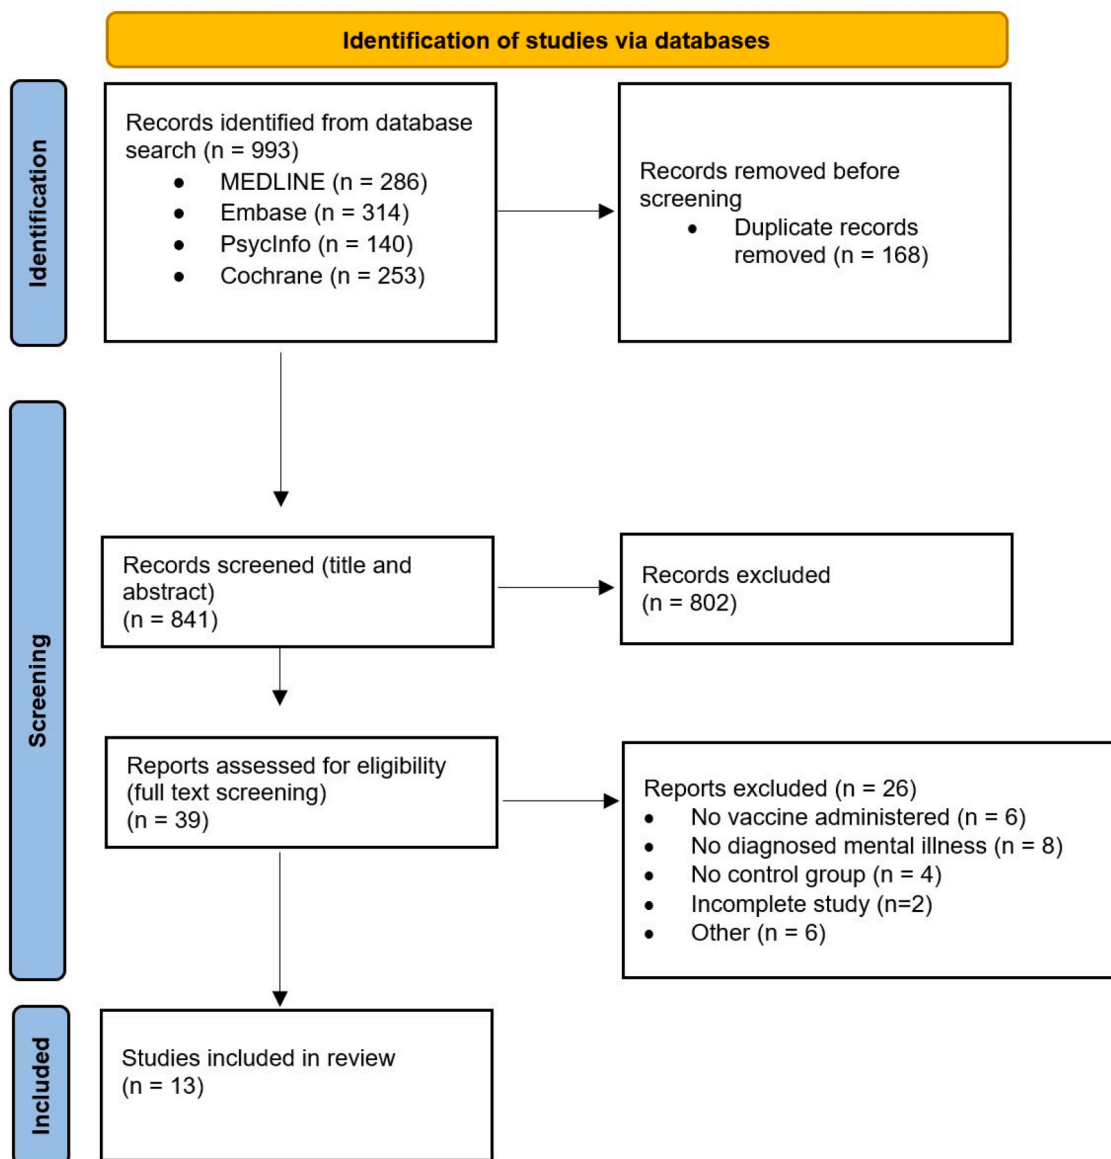 Identification of studies via databases
Identification
Records identified from database
search (n = 993)
• MEDLINE (n = 286)
• Embase (n = 314)
• PsycInfo (n = 140)
• Cochrane (n = 253)
Records removed before
screening
• Duplicate records
removed (n = 168)
Screening
Records screened (title and
abstract)
(n = 841)
Records excluded
(n = 802)
Reports assessed for eligibility
(full text screening)
(n = 39)
Reports excluded (n = 26)
• No vaccine administered (n = 6)
• No diagnosed mental illness (n = 8)
• No control group (n = 4)
• Incomplete study (n=2)
• Other (n = 6)
Included
Studies included in review
(n = 13)